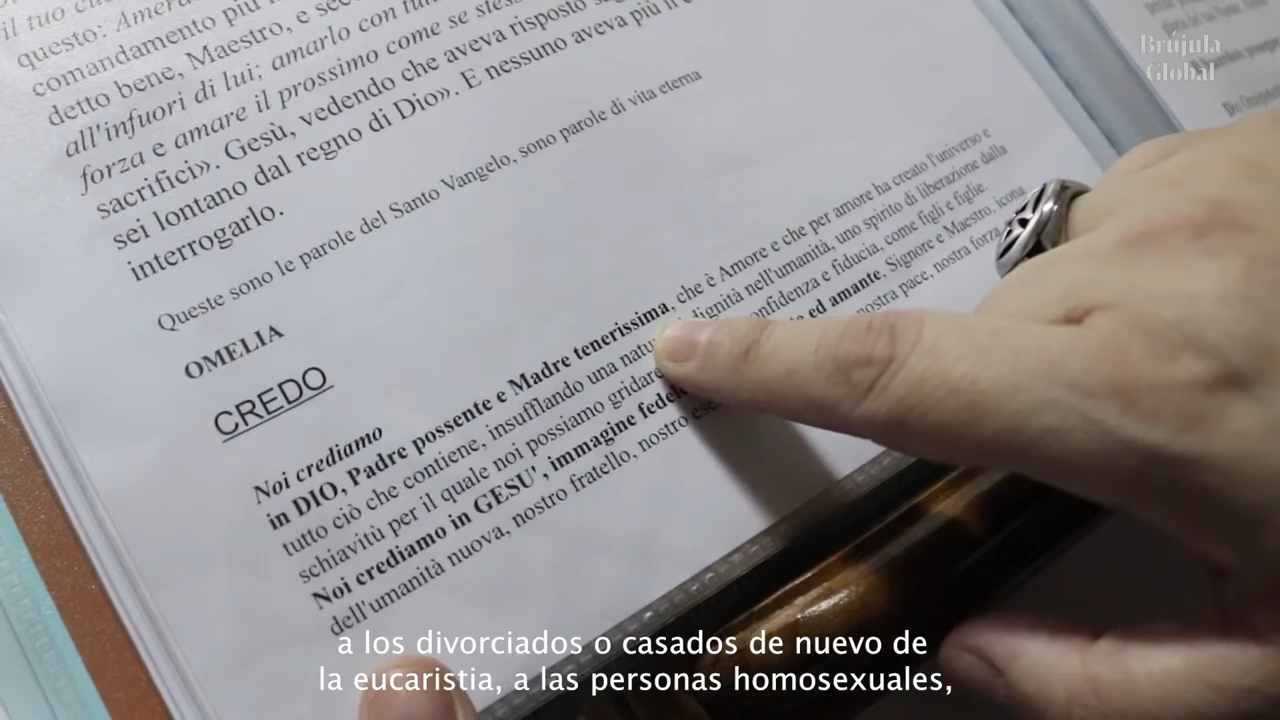 il tuo
questo:
comandamento più
detto bene, Maestro, e
all'infuori di lui; amarlo con
forza e amare il prossimo come se
sacrifici». Gesù, vedendo che aveva risposto
sei lontano dal regno di Dio». E nessuno aveva più il
interrogarlo.
Queste sono le parole del Santo Vangelo, sono parole di vita eterna
OMELIA
CREDO
Noi crediamo
in DIO, Padre possente e Madre tenerissima, che è Amore e che per amore ha creato l'universo e
tutto ciò che contiene, insufflando una dignità nell'umanità, uno spirito di liberazione dalla
schiavitù per il quale noi possiamo gridare confidenza e fiducia, come figli e figlie.
Noi crediamo in GESU', immagine ed amante, Signore e Maestro, icona
dell'umanità nuova, nostro fratello, nostro nostra pace, nostra forza
Brújula
Global
a los divorciados o casados de nuevo de
la eucaristia, a las personas homosexuales,